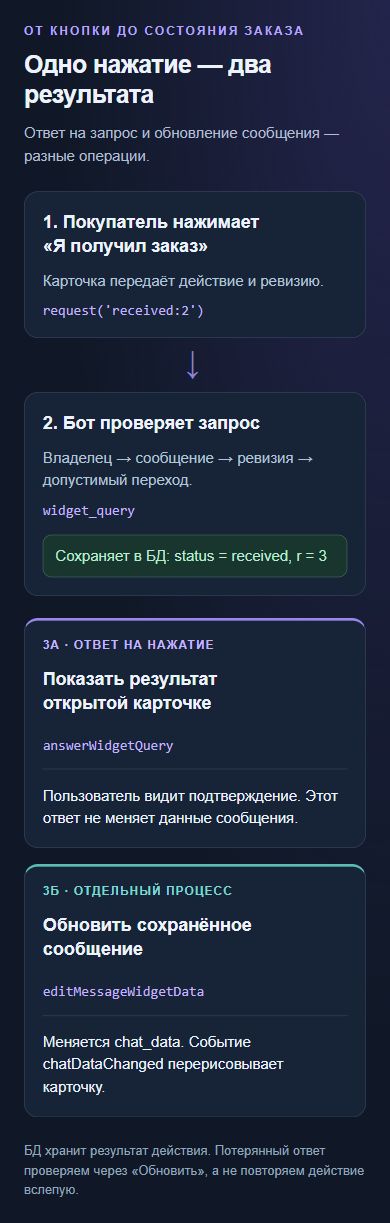 ОТ КНОПКИ ДО СОСТОЯНИЯ ЗАКАЗА
Одно нажатие — два
результата
Ответ на запрос и обновление сообщения —
разные операции.
1. Покупатель нажимает
«Я получил заказ»
Карточка передаёт действие и ревизию.
request('received:2')
↓
2. Бот проверяет запрос
Владелец → сообщение → ревизия →
допустимый переход.
widget_query
Сохраняет в БД: status = received, r = 3
3А · ОТВЕТ НА НАЖАТИЕ
Показать результат
открытой карточке
answerWidgetQuery
Пользователь видит подтверждение. Этот
ответ не меняет данные сообщения.
3Б · ОТДЕЛЬНЫЙ ПРОЦЕСС
Обновить сохранённое
сообщение
editMessageWidgetData
Меняется chat_data. Событие
chatDataChanged перерисовывает
карточку.
БД хранит результат действия. Потерянный ответ
проверяем через «Обновить», а не повторяем действие
вслепую.